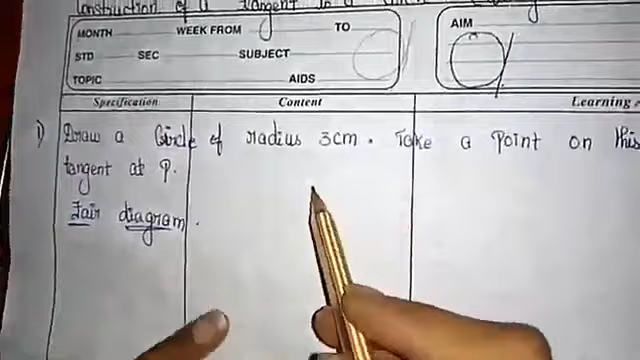 Construction of a tangent to a
MONTH WEEK FROM TO
AIM
STD SEC SUBJECT
TOPIC AIDS
Specification Content Learning
1) Draw a Circle of radius 3cm. Take a point on this
tangent at P.
Fair diagram.